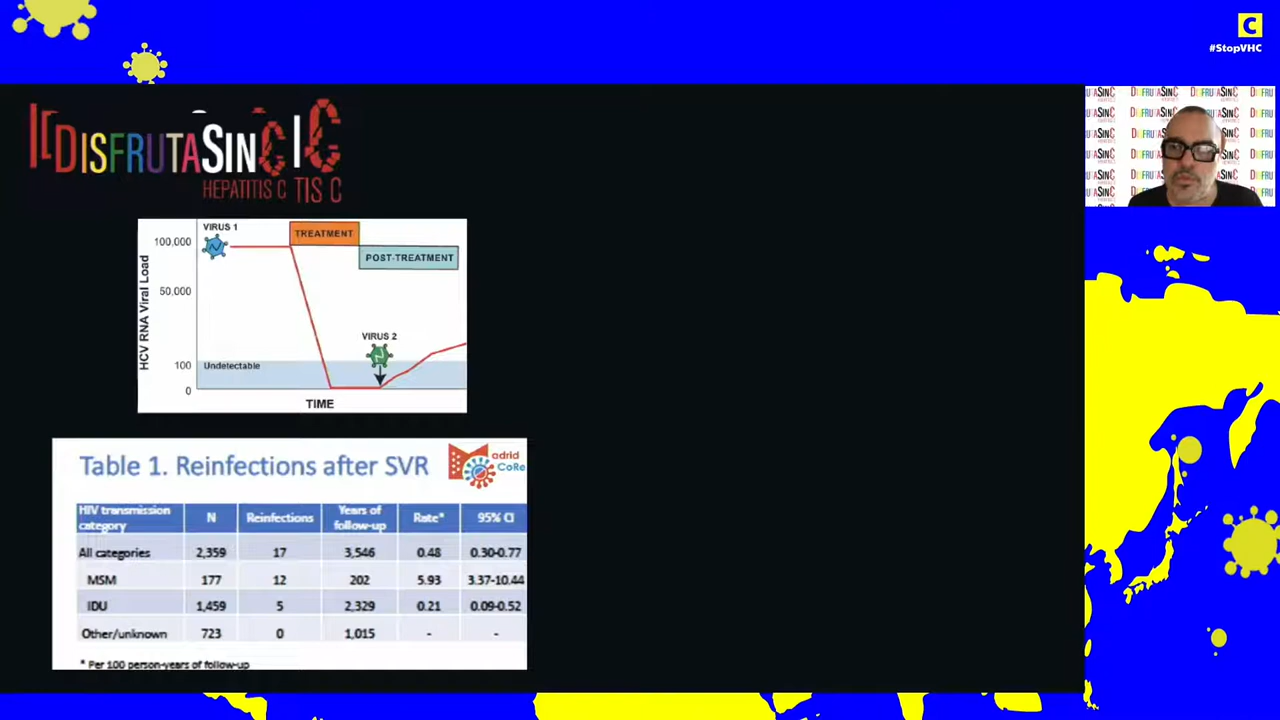 C
#StopVHC
DISFRUTASINC
HEPATITIS C TIS C
VIRUS 1
TREATMENT
POST-TREATMENT
HCV RNA Viral Load
100,000
50,000
100
0
Undetectable
VIRUS 2
TIME
Table 1. Reinfections after SVR
adrid
CoRe
HIV transmission category N Reinfections Years of follow-up Rate* 95% CI
All categories 2,359 17 3,546 0.48 0.30-0.77
MSM 177 12 202 5.93 3.37-10.44
IDU 1,459 5 2,329 0.21 0.09-0.52
Other/unknown 723 0 1,015 - -
* Per 100 person-years of follow-up